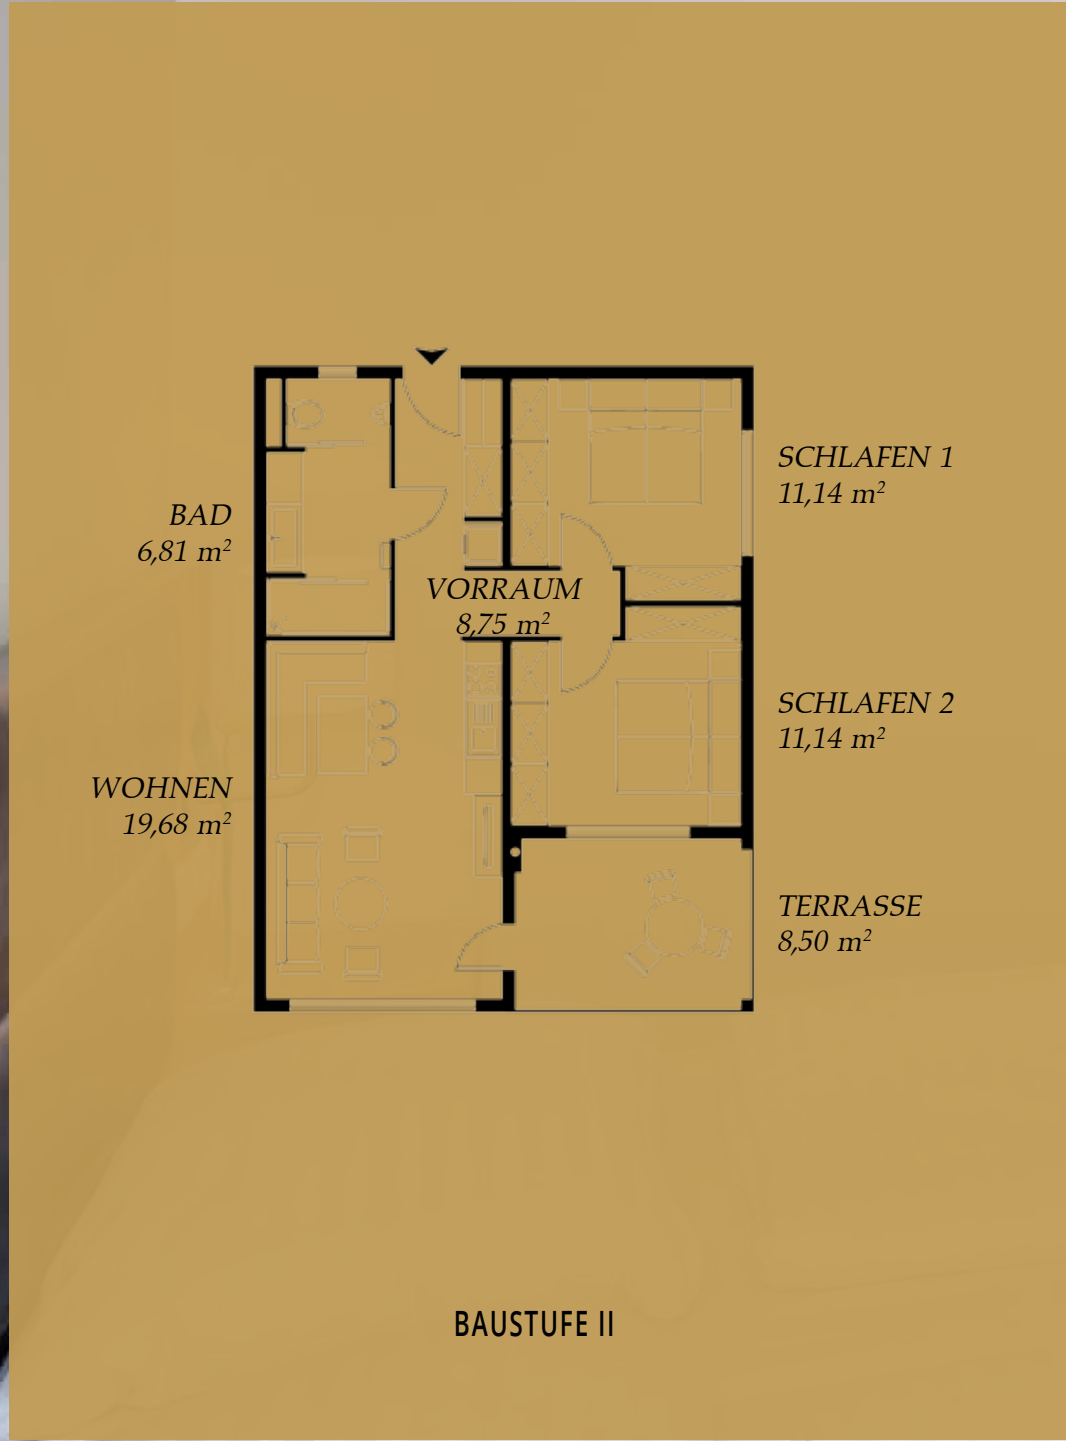 SCHLAFEN 1
11,14 m²
BAD
6,81 m²
VORRAUM
8,75 m²
SCHLAFEN 2
11,14 m²
WOHNEN
19,68 m²
TERRASSE
8,50 m²
BAUSTUFE II